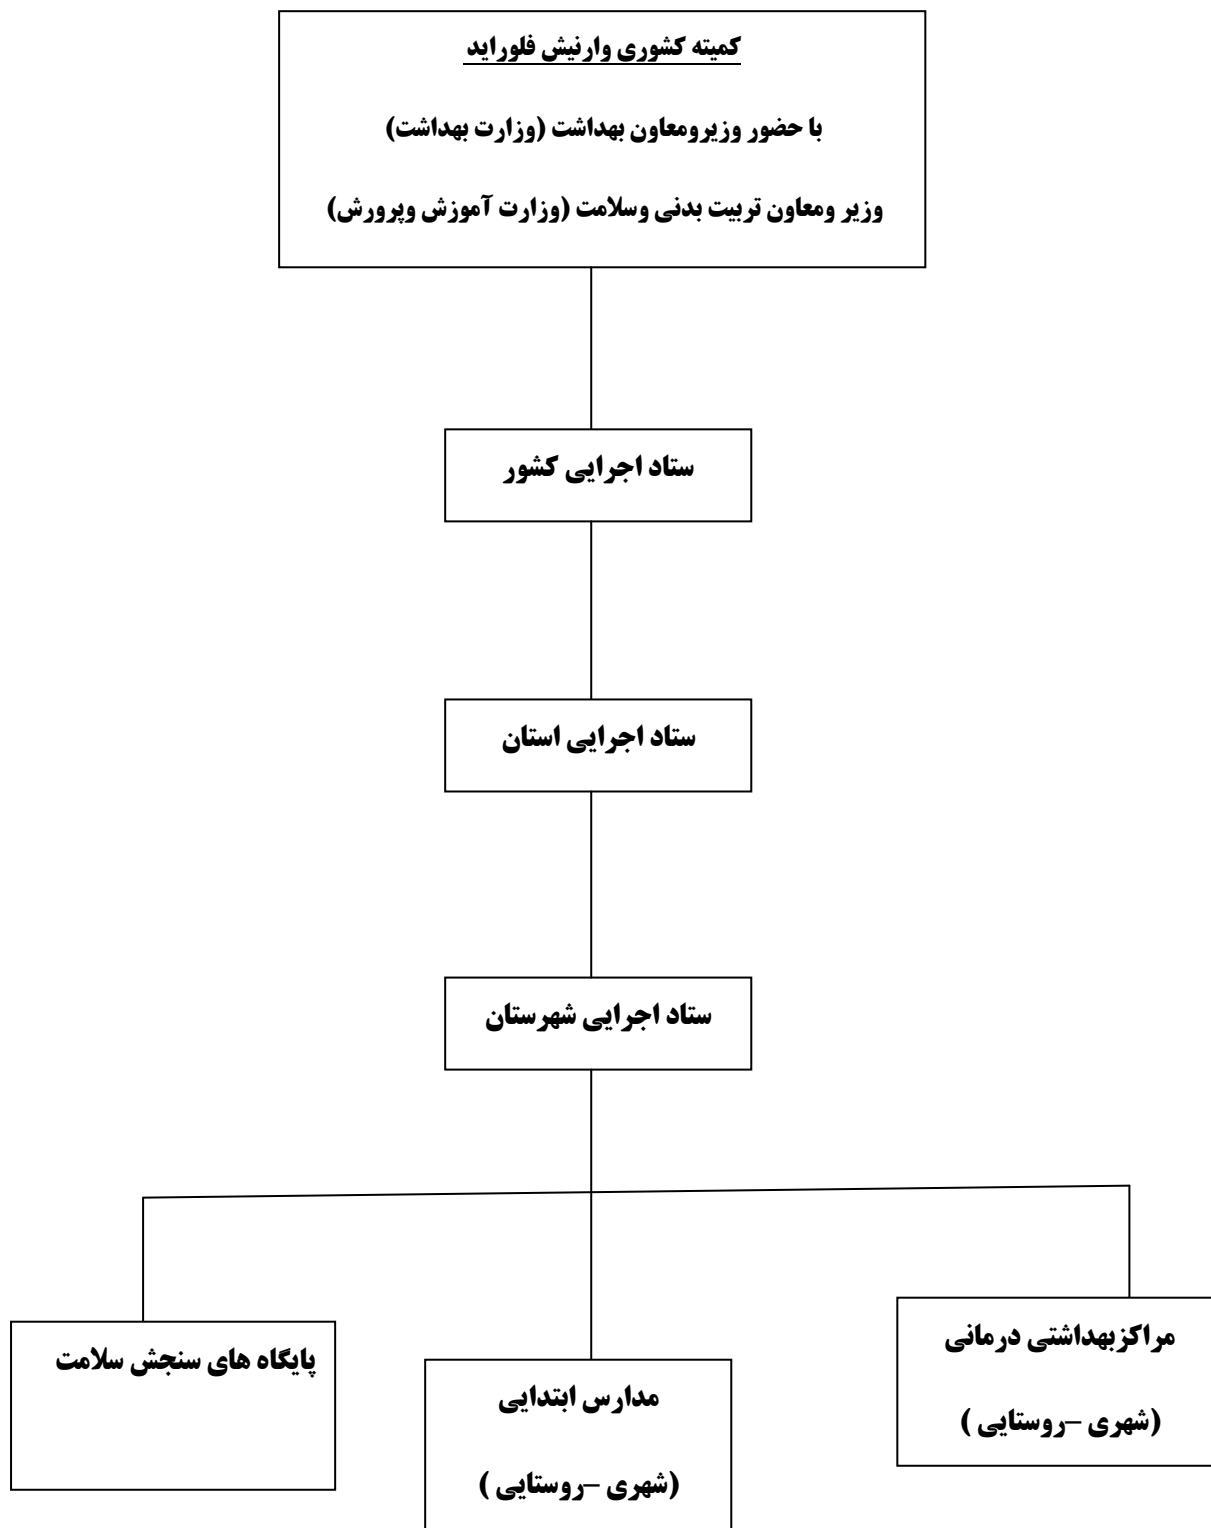 کمیته کشوری وارنیش فلوراید
با حضور وزیرومعاون بهداشت (وزارت بهداشت)
وزیر ومعاون تربیت بدنی وسلامت (وزارت آموزش وپرورش)
ستاد اجرایی کشور
ستاد اجرایی استان
ستاد اجرایی شهرستان
مراکزبهداشتی درمانی
(شهری –روستایی )
مدارس ابتدایی
(شهری –روستایی )
پایگاه های سنجش سلامت